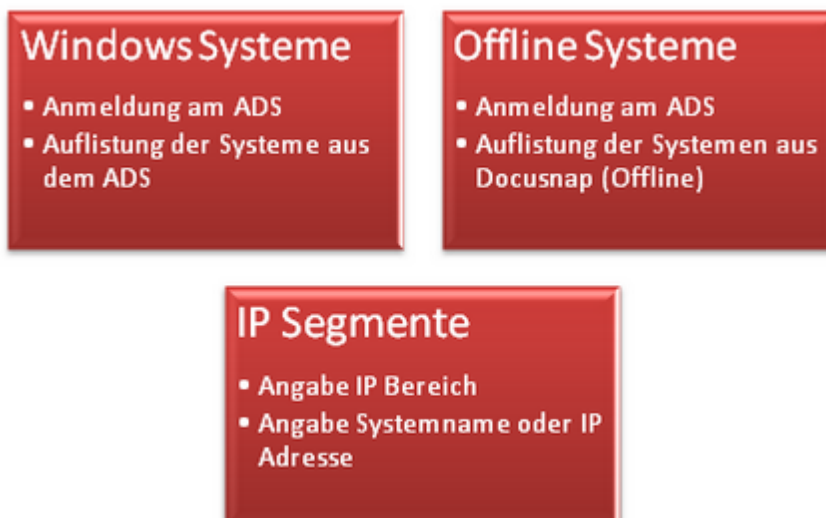 Windows Systeme
• Anmeldung am ADS
• Auflistung der Systeme aus
dem ADS
Offline Systeme
• Anmeldung am ADS
• Auflistung der Systemen aus
Docusnap (Offline)
IP Segmente
• Angabe IP Bereich
• Angabe Systemname oder IP
Adresse